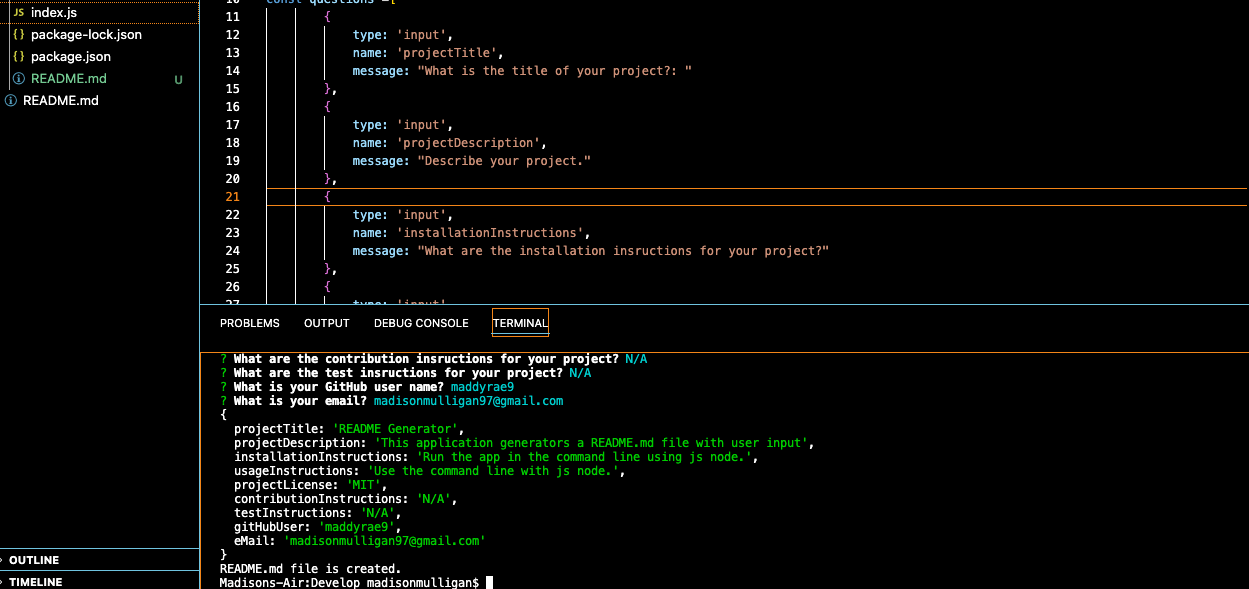 index.js
package-lock.json
package.json
README.md U
README.md
OUTLINE
TIMELINE
10 const questions =[
11 {
12 type: 'input',
13 name: 'projectTitle',
14 message: "What is the title of your project?: "
15 },
16 {
17 type: 'input',
18 name: 'projectDescription',
19 message: "Describe your project."
20 },
21 {
22 type: 'input',
23 name: 'installationInstructions',
24 message: "What are the installation insructions for your project?"
25 },
26 {
27 type: 'input',
PROBLEMS OUTPUT DEBUG CONSOLE TERMINAL
? What are the contribution insructions for your project? N/A
? What are the test insructions for your project? N/A
? What is your GitHub user name? maddyrae9
? What is your email? madisonmulligan97@gmail.com
{
projectTitle: 'README Generator',
projectDescription: 'This application generators a README.md file with user input',
installationInstructions: 'Run the app in the command line using js node.',
usageInstructions: 'Use the command line with js node.',
projectLicense: 'MIT',
contributionInstructions: 'N/A',
testInstructions: 'N/A',
gitHubUser: 'maddyrae9',
eMail: 'madisonmulligan97@gmail.com'
}
README.md file is created.
Madisons-Air:Develop madisonmulligan$